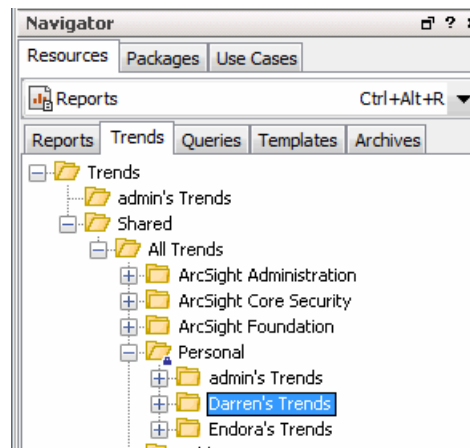 Navigator
Resources Packages Use Cases
Reports Ctrl+Alt+R
Reports Trends Queries Templates Archives
Trends
admin's Trends
Shared
All Trends
ArcSight Administration
ArcSight Core Security
ArcSight Foundation
Personal
admin's Trends
Darren's Trends
Endora's Trends